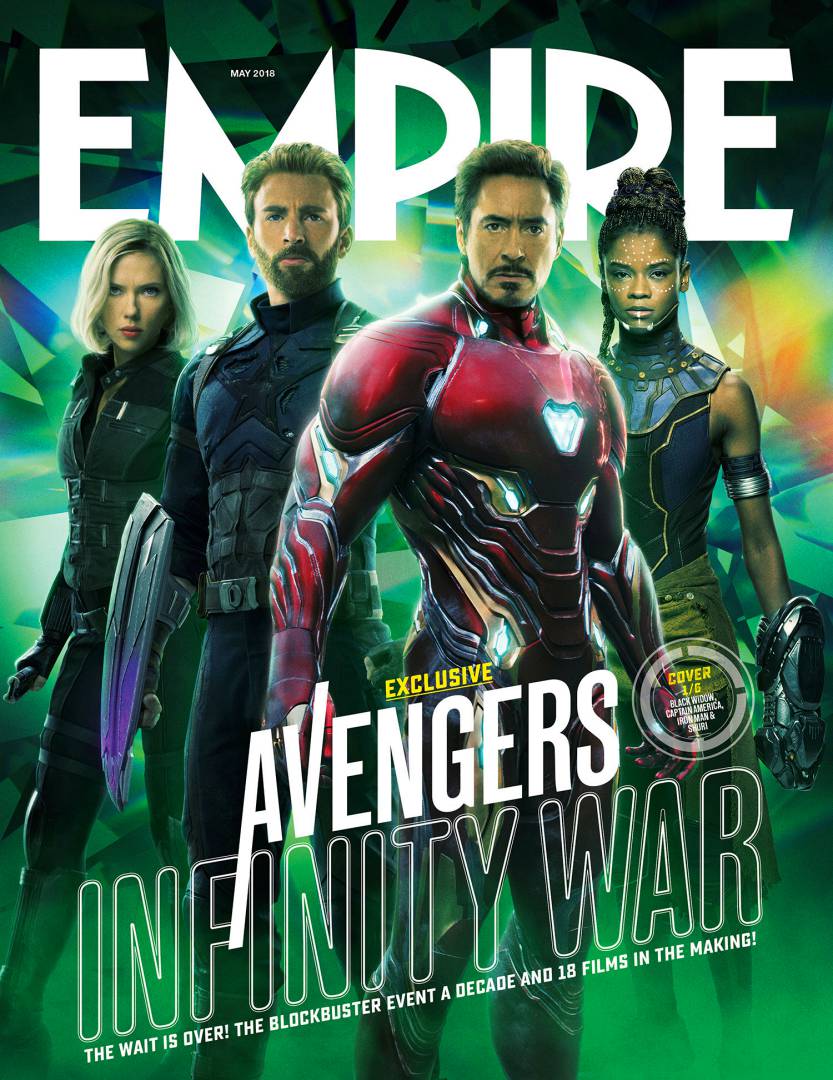 EMPIRE
MAY 2018
EXCLUSIVE
AVENGERS
INFINITY WAR
THE WAIT IS OVER! THE BLOCKBUSTER EVENT A DECADE AND 18 FILMS IN THE MAKING!
COVER
1/6
BLACK WIDOW,
CAPTAIN AMERICA,
IRON MAN &
SHURI